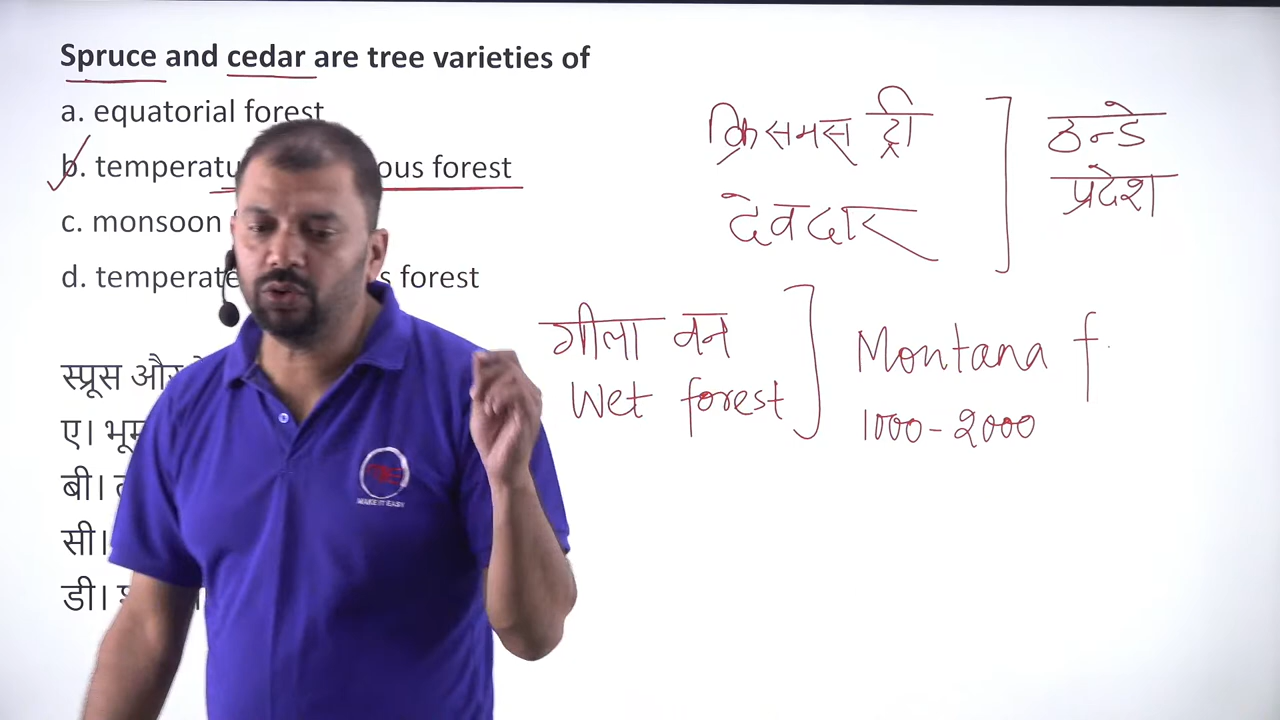 Spruce and cedar are tree varieties of
a. equatorial forest
b. temperatu ous forest
c. monsoon
d. temperate s forest
स्प्रूस और
ए। भूम
बी।
सी।
डी।
क्रिसमस ट्री
देवदार
ठन्डे
प्रदेश
गीला वन
Wet forest
Montana f
1000-2000
MAKE IT EASY